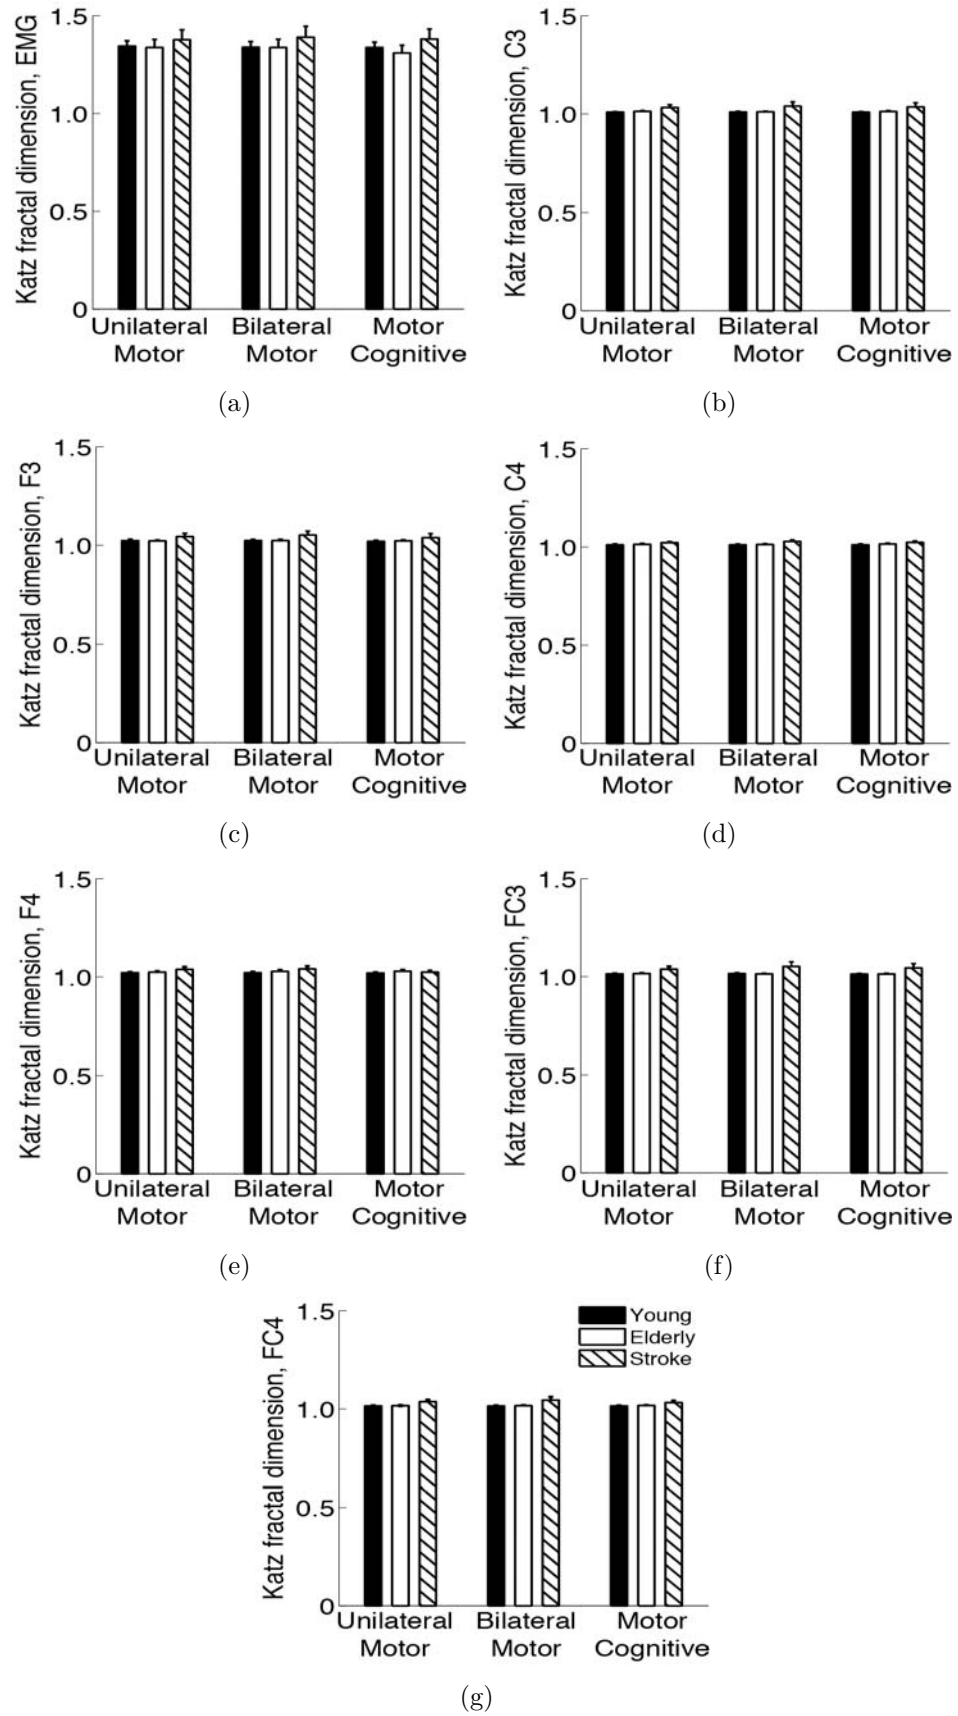 Katz fractal dimension, EMG
1.5
1.0
0.5
0
Unilateral Motor
Bilateral Motor
Motor Cognitive
(a)
Katz fractal dimension, C3
1.5
1.0
0.5
0
Unilateral Motor
Bilateral Motor
Motor Cognitive
(b)
Katz fractal dimension, F3
1.5
1.0
0.5
0
Unilateral Motor
Bilateral Motor
Motor Cognitive
(c)
Katz fractal dimension, C4
1.5
1.0
0.5
0
Unilateral Motor
Bilateral Motor
Motor Cognitive
(d)
Katz fractal dimension, F4
1.5
1.0
0.5
0
Unilateral Motor
Bilateral Motor
Motor Cognitive
(e)
Katz fractal dimension, FC3
1.5
1.0
0.5
0
Unilateral Motor
Bilateral Motor
Motor Cognitive
(f)
Katz fractal dimension, FC4
1.5
1.0
0.5
0
Young
Elderly
Stroke
Unilateral Motor
Bilateral Motor
Motor Cognitive
(g)